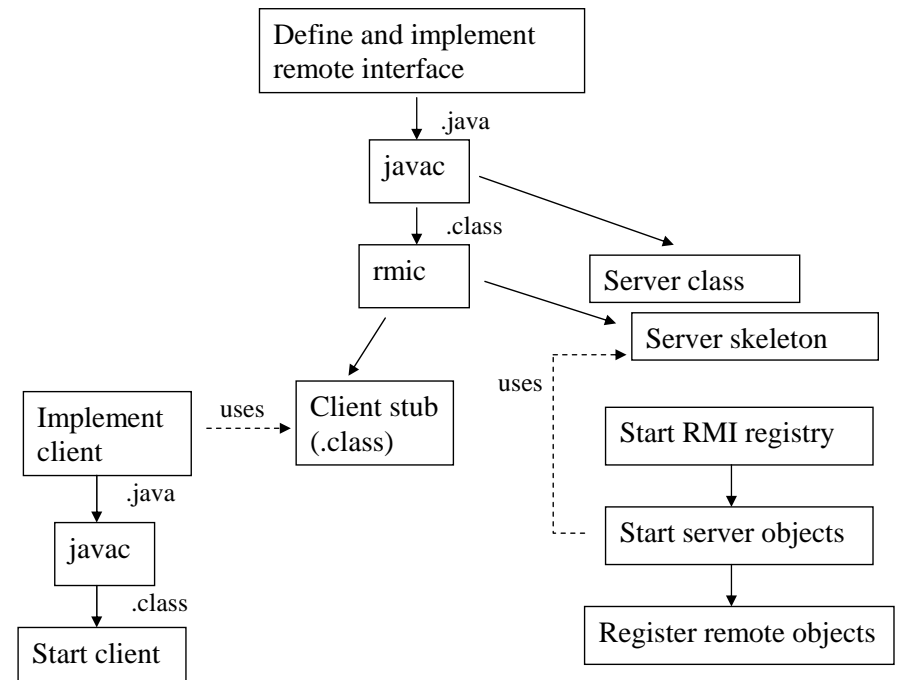 Define and implement
remote interface
.java
javac
.class
rmic
Server class
Server skeleton
uses
Client stub
(.class)
Implement
client
uses
.java
javac
.class
Start client
Start RMI registry
Start server objects
Register remote objects